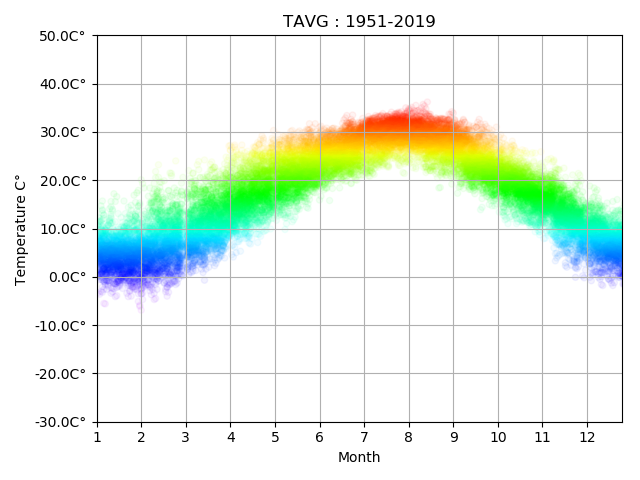 TAVG : 1951-2019
50.0C°
40.0C°
30.0C°
20.0C°
10.0C°
0.0C°
-10.0C°
-20.0C°
-30.0C°
Temperature C°
1 2 3 4 5 6 7 8 9 10 11 12
Month